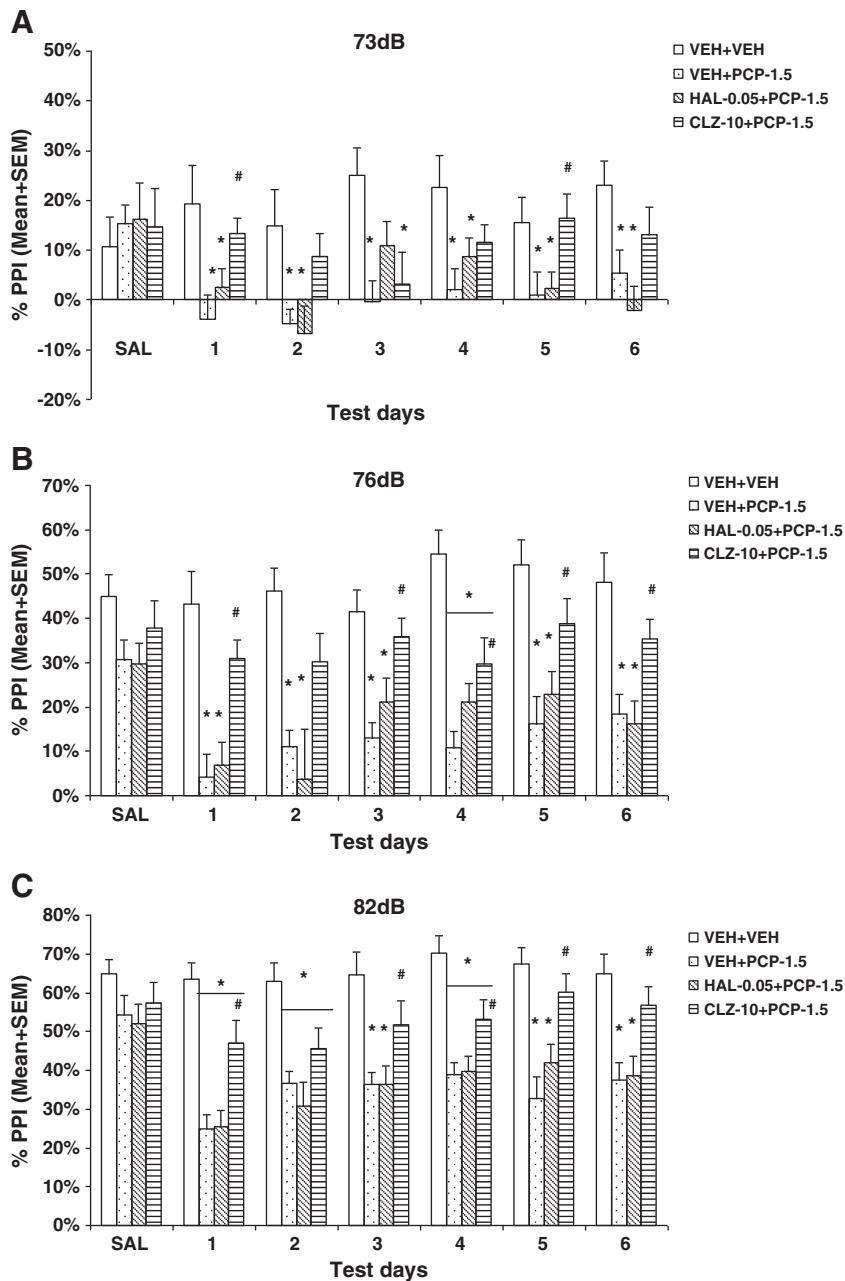 A
73dB
% PPI (Mean+SEM)
50%
40%
30%
20%
10%
0%
-10%
-20%
VEH+VEH
VEH+PCP-1.5
HAL-0.05+PCP-1.5
CLZ-10+PCP-1.5
# #
* * * * * * * * * * * * *
SAL 1 2 3 4 5 6
Test days
B
76dB
% PPI (Mean+SEM)
70%
60%
50%
40%
30%
20%
10%
0%
VEH+VEH
VEH+PCP-1.5
HAL-0.05+PCP-1.5
CLZ-10+PCP-1.5
# # # # #
* * * * * * * * * * *
SAL 1 2 3 4 5 6
Test days
C
82dB
% PPI (Mean+SEM)
80%
70%
60%
50%
40%
30%
20%
10%
0%
VEH+VEH
VEH+PCP-1.5
HAL-0.05+PCP-1.5
CLZ-10+PCP-1.5
* * * * * * * * *
# # # # #
SAL 1 2 3 4 5 6
Test days